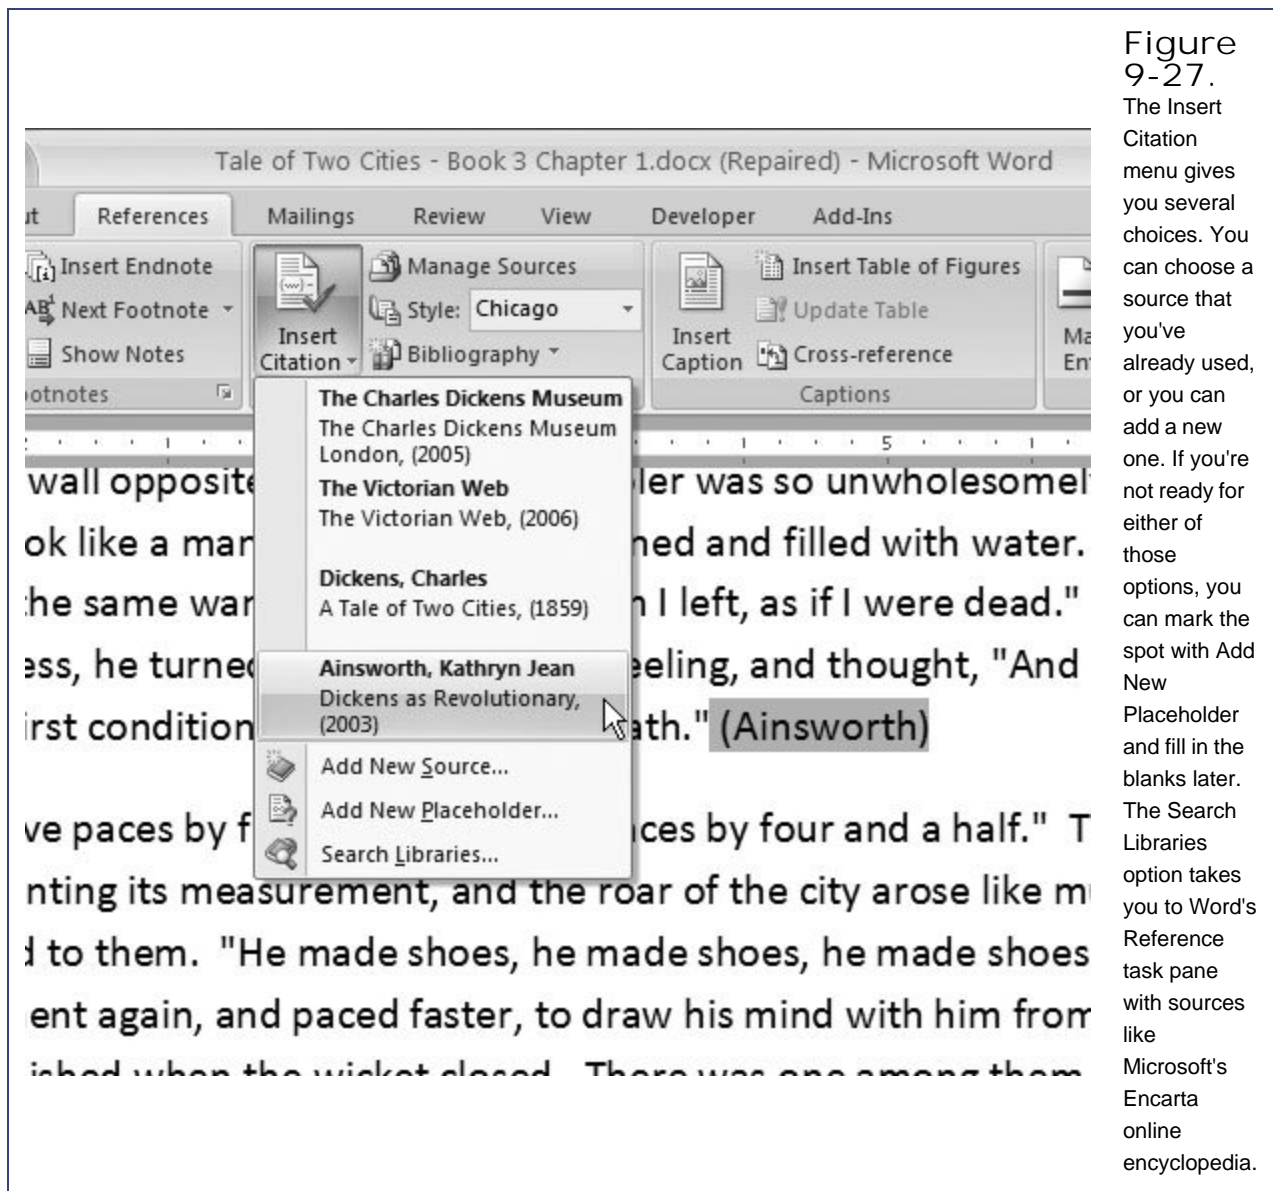 Tale of Two Cities - Book 3 Chapter 1.docx (Repaired) - Microsoft Word
References Mailings Review View Developer Add-Ins
Insert Endnote
Next Footnote
Show Notes
Insert
Citation
Manage Sources
Style: Chicago
Bibliography
Insert
Caption
Insert Table of Figures
Update Table
Cross-reference
Captions
The Charles Dickens Museum
The Charles Dickens Museum
London, (2005)
The Victorian Web
The Victorian Web, (2006)
Dickens, Charles
A Tale of Two Cities, (1859)
Ainsworth, Kathryn Jean
Dickens as Revolutionary,
(2003)
Add New Source...
Add New Placeholder...
Search Libraries...
5
wall opposite ler was so unwholesomel
ok like a mar ned and filled with water.
he same war n I left, as if I were dead."
ess, he turned eeling, and thought, "And
irst condition ath." (Ainsworth)
ve paces by f ces by four and a half." T
nting its measurement, and the roar of the city arose like m
d to them. "He made shoes, he made shoes, he made shoes
ent again, and paced faster, to draw his mind with him from
ished when the wicket closed. There was one among them
Figure
9-27.
The Insert
Citation
menu gives
you several
choices. You
can choose a
source that
you've
already used,
or you can
add a new
one. If you're
not ready for
either of
those
options, you
can mark the
spot with Add
New
Placeholder
and fill in the
blanks later.
The Search
Libraries
option takes
you to Word's
Reference
task pane
with sources
like
Microsoft's
Encarta
online
encyclopedia.